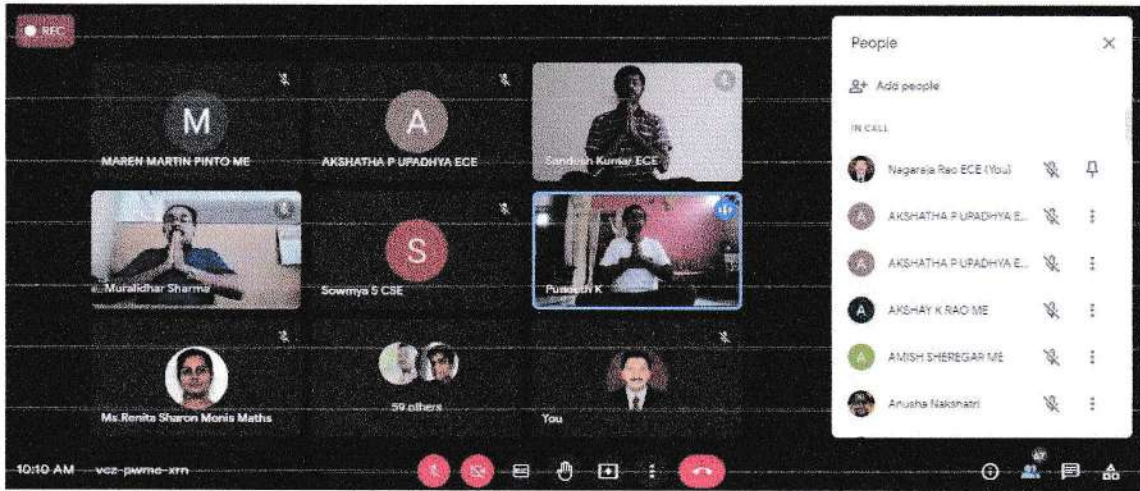 REC
M
MAREN MARTIN PINTO ME
A
AKSHATHA P UPADHYA ECE
Sandesh Kumar ECE
Muralidhar Sharma
S
Sowmya S CSE
Puneeth K
Ms.Renita Sharon Monis Maths
59 others
You
10:10 AM
vcz-pwmc-xrn
67
People
Add people
IN CALL
Nagaraja Rao ECE (You)
A AKSHATHA P UPADHYA E...
A AKSHATHA P UPADHYA E...
A AKSHAY K RAO ME
A AMISH SHEREGAR ME
Anusha Nakshatri